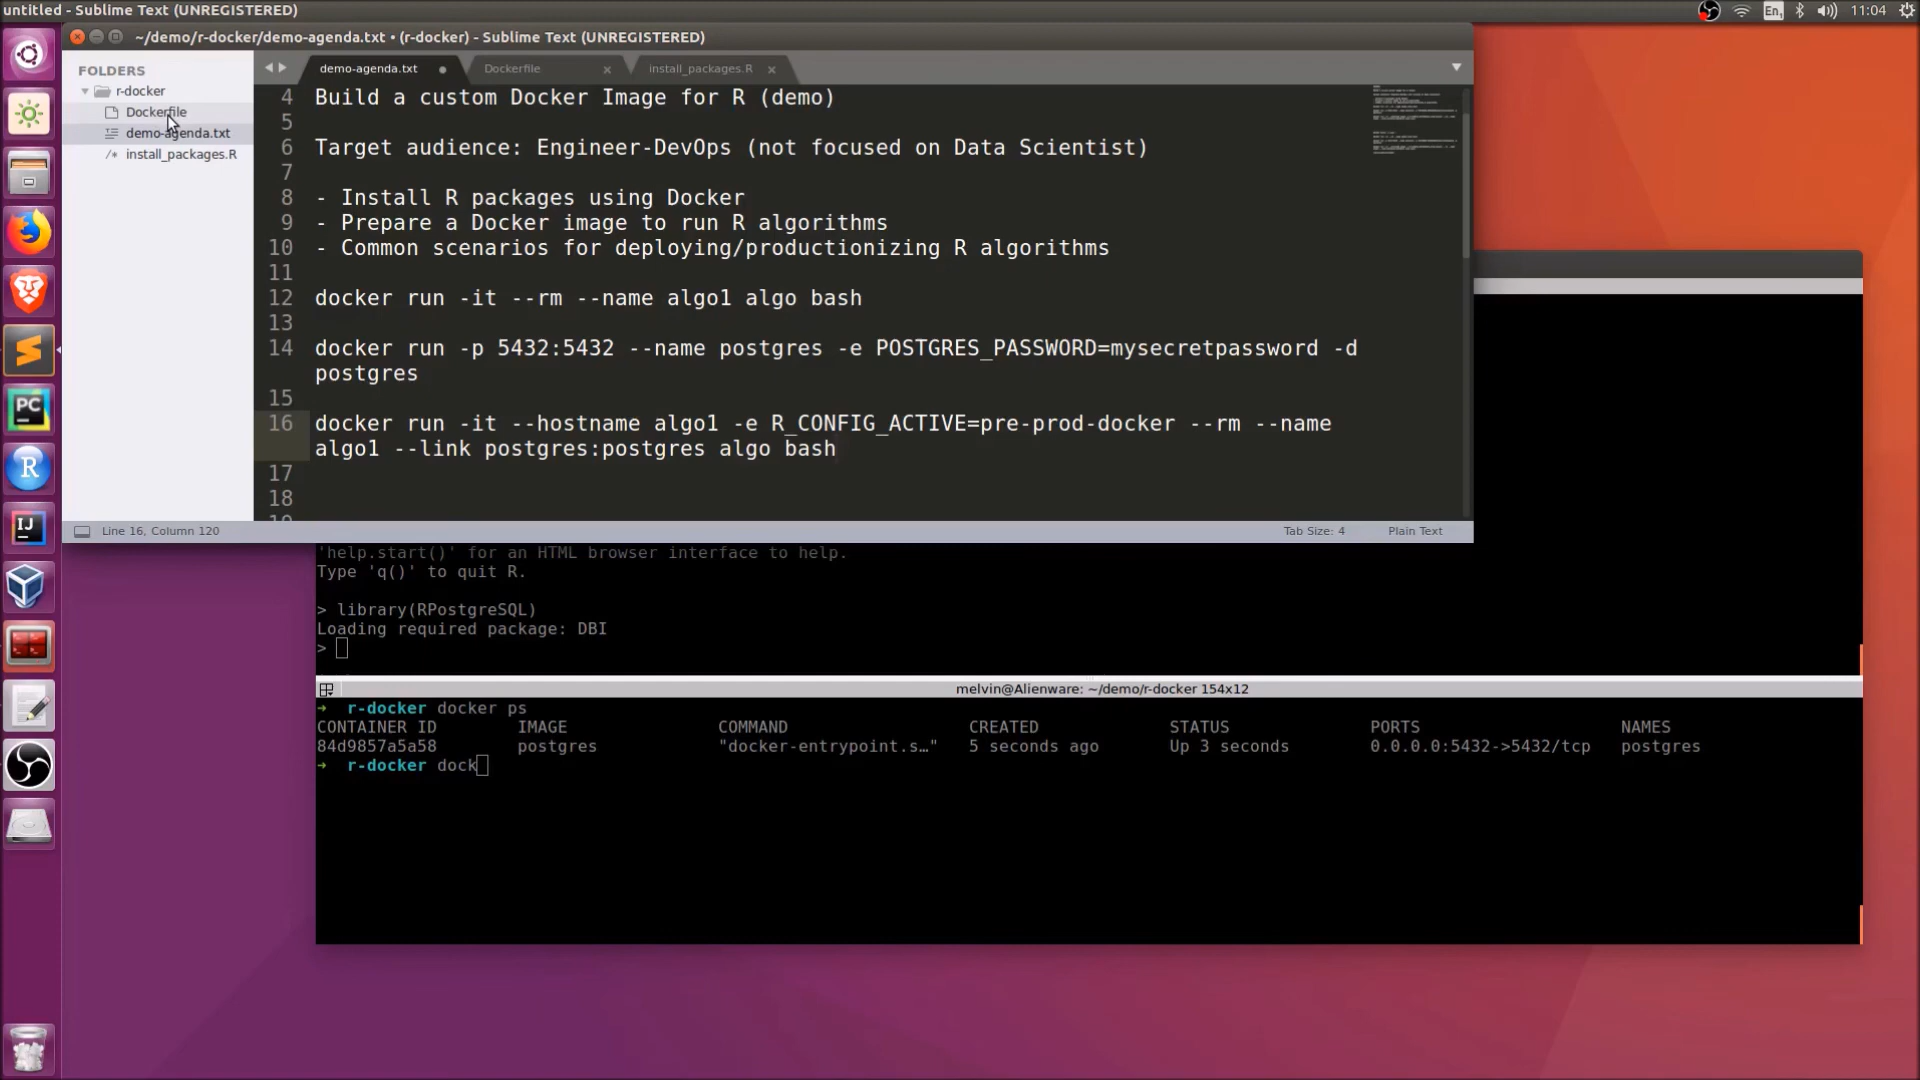 untitled - Sublime Text (UNREGISTERED)
En1
11:04
~/demo/r-docker/demo-agenda.txt • (r-docker) - Sublime Text (UNREGISTERED)
FOLDERS
r-docker
Dockerfile
demo-agenda.txt
/* install_packages.R
demo-agenda.txt
Dockerfile
install_packages.R
4 Build a custom Docker Image for R (demo)
5
6 Target audience: Engineer-DevOps (not focused on Data Scientist)
7
8 - Install R packages using Docker
9 - Prepare a Docker image to run R algorithms
10 - Common scenarios for deploying/productionizing R algorithms
11
12 docker run -it --rm --name algo1 algo bash
13
14 docker run -p 5432:5432 --name postgres -e POSTGRES_PASSWORD=mysecretpassword -d
postgres
15
16 docker run -it --hostname algo1 -e R_CONFIG_ACTIVE=pre-prod-docker --rm --name
algo1 --link postgres:postgres algo bash
17
18
Line 16, Column 120
Tab Size: 4
Plain Text
'help.start()' for an HTML browser interface to help.
Type 'q()' to quit R.
> library(RPostgreSQL)
Loading required package: DBI
>
melvin@Alienware: ~/demo/r-docker 154x12
→ r-docker docker ps
CONTAINER ID IMAGE COMMAND CREATED STATUS PORTS NAMES
84d9857a5a58 postgres "docker-entrypoint.s…" 5 seconds ago Up 3 seconds 0.0.0.0:5432->5432/tcp postgres
→ r-docker dock
PC
R
IJ